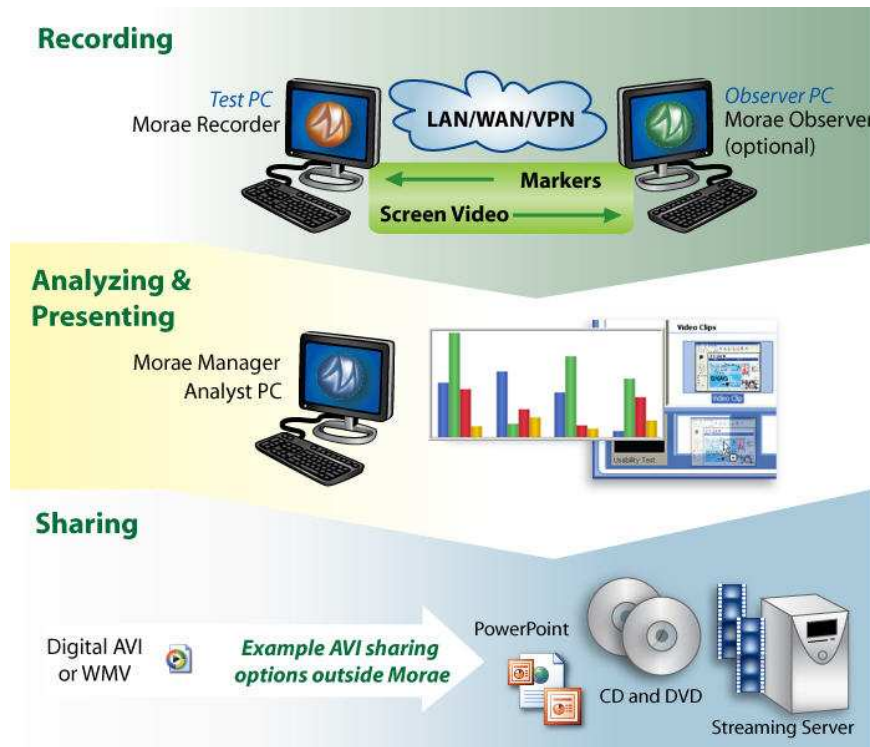 Recording
Test PC
Morae Recorder
LAN/WAN/VPN
Observer PC
Morae Observer
(optional)
Markers
Screen Video
Analyzing &
Presenting
Morae Manager
Analyst PC
Video Clips
Video Clip
Usability Test
Sharing
Digital AVI
or WMV
Example AVI sharing
options outside Morae
PowerPoint
CD and DVD
Streaming Server